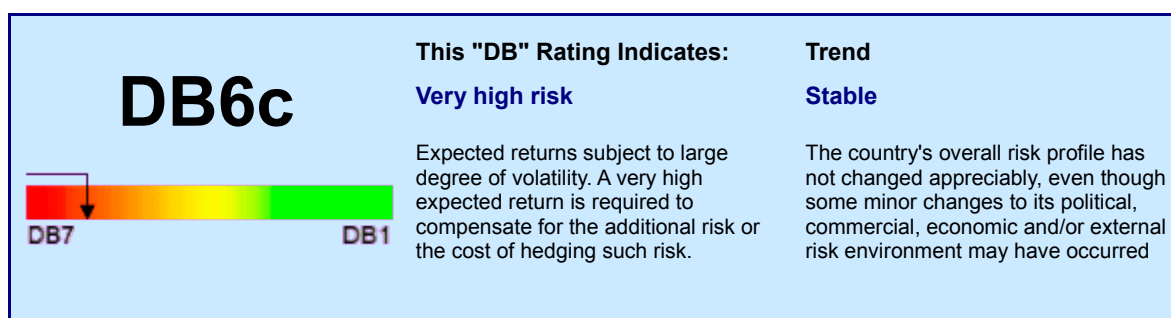 DB6c
DB7
DB1
This "DB" Rating Indicates:
Very high risk
Expected returns subject to large
degree of volatility. A very high
expected return is required to
compensate for the additional risk or
the cost of hedging such risk.
Trend
Stable
The country's overall risk profile has
not changed appreciably, even though
some minor changes to its political,
commercial, economic and/or external
risk environment may have occurred